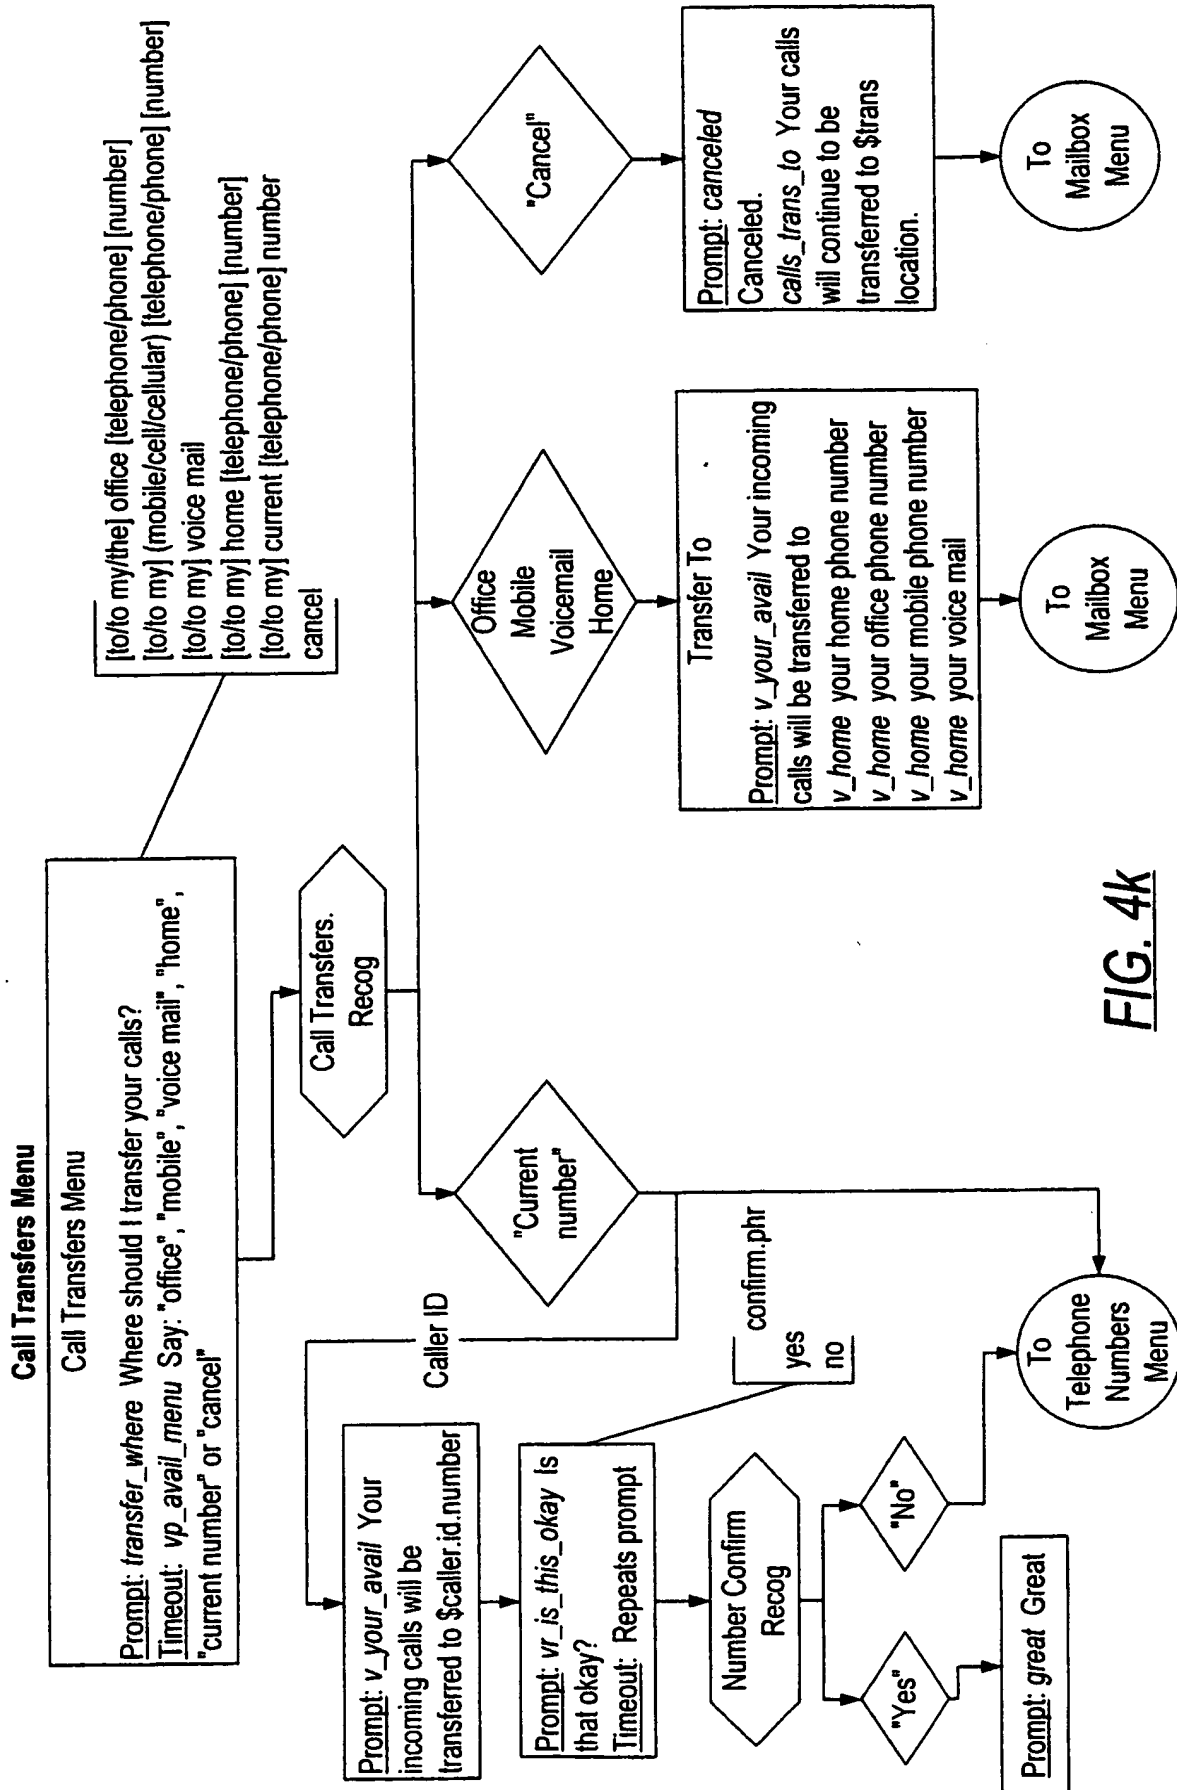 Call Transfers Menu
Call Transfers Menu
Prompt: transfer_where Where should I transfer your calls?
Timeout: vp_avail_menu Say: "office", "mobile", "voice mail", "home",
"current number" or "cancel"
[to/to my/the] office [telephone/phone] [number]
[to/to my] (mobile/cell/cellular) [telephone/phone] [number]
[to/to my] voice mail
[to/to my] home [telephone/phone] [number]
[to/to my] current [telephone/phone] number
cancel
Call Transfers.
Recog
"Current
number"
Office
Mobile
Voicemail
Home
"Cancel"
Caller ID
Prompt: v_your_avail Your
incoming calls will be
transferred to $caller.id.number
Prompt: vr_is_this_okay Is
that okay?
Timeout: Repeats prompt
confirm.phr
yes
no
Number Confirm
Recog
"Yes"
"No"
Prompt: great Great
To
Telephone
Numbers
Menu
Transfer To
Prompt: v_your_avail Your incoming
calls will be transferred to
v_home your home phone number
v_home your office phone number
v_home your mobile phone number
v_home your voice mail
To
Mailbox
Menu
Prompt: canceled
Canceled.
calls_trans_to Your calls
will continue to be
transferred to $trans
location.
To
Mailbox
Menu
FIG. 4k